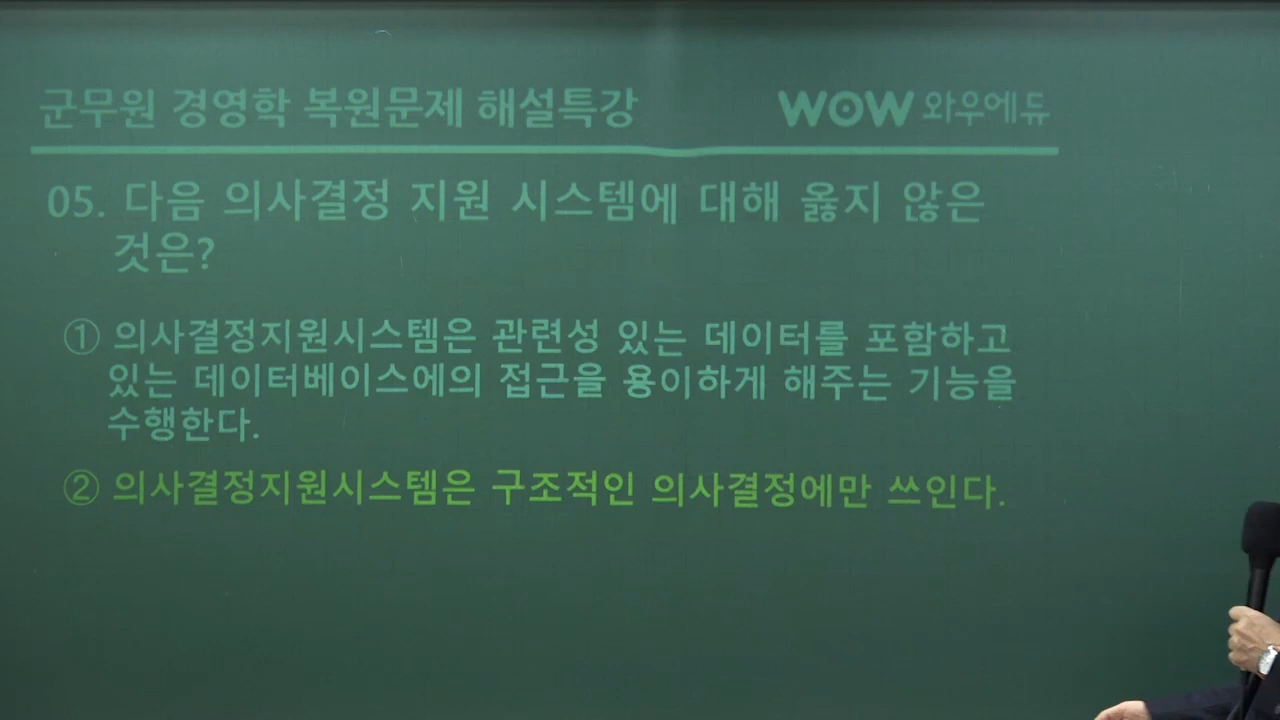 군무원 경영학 복원문제 해설특강
WOW 와우에듀
05. 다음 의사결정 지원 시스템에 대해 옳지 않은
것은?
① 의사결정지원시스템은 관련성 있는 데이터를 포함하고
있는 데이터베이스에의 접근을 용이하게 해주는 기능을
수행한다.
② 의사결정지원시스템은 구조적인 의사결정에만 쓰인다.